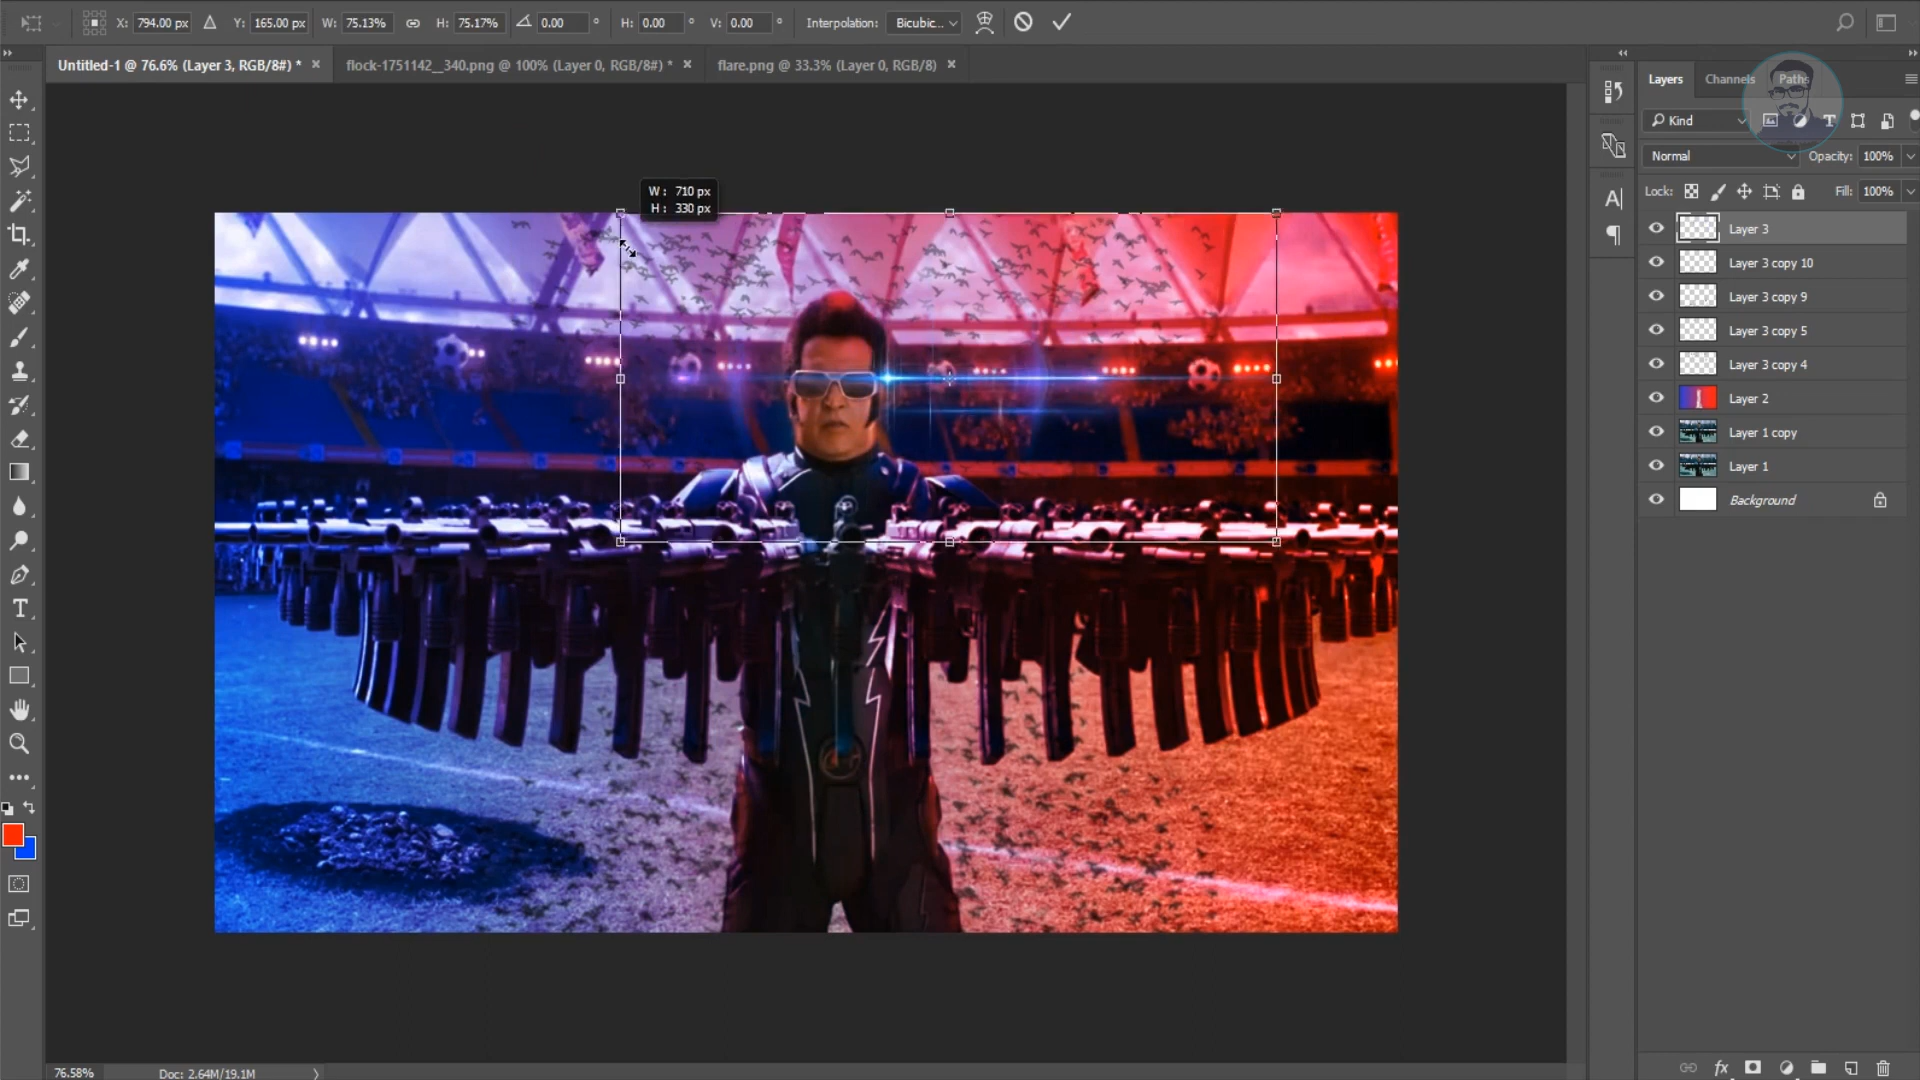 X: 794.00 px Y: 165.00 px W: 75.13% H: 75.17% 0.00 ° H: 0.00 ° V: 0.00 ° Interpolation: Bicubic...
Untitled-1 @ 76.6% (Layer 3, RGB/8#) * × flock-1751142__340.png @ 100% (Layer 0, RGB/8#) * × flare.png @ 33.3% (Layer 0, RGB/8) ×
Layers Channels Paths
Kind
Normal Opacity: 100%
Lock: Fill: 100%
W: 710 px
H: 330 px
Layer 3
Layer 3 copy 10
Layer 3 copy 9
Layer 3 copy 5
Layer 3 copy 4
Layer 2
Layer 1 copy
Layer 1
Background
76.58% Doc: 2.64M/19.1M